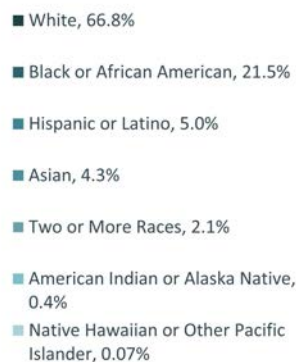 White, 66.8%
Black or African American, 21.5%
Hispanic or Latino, 5.0%
Asian, 4.3%
Two or More Races, 2.1%
American Indian or Alaska Native,
0.4%
Native Hawaiian or Other Pacific
Islander, 0.07%